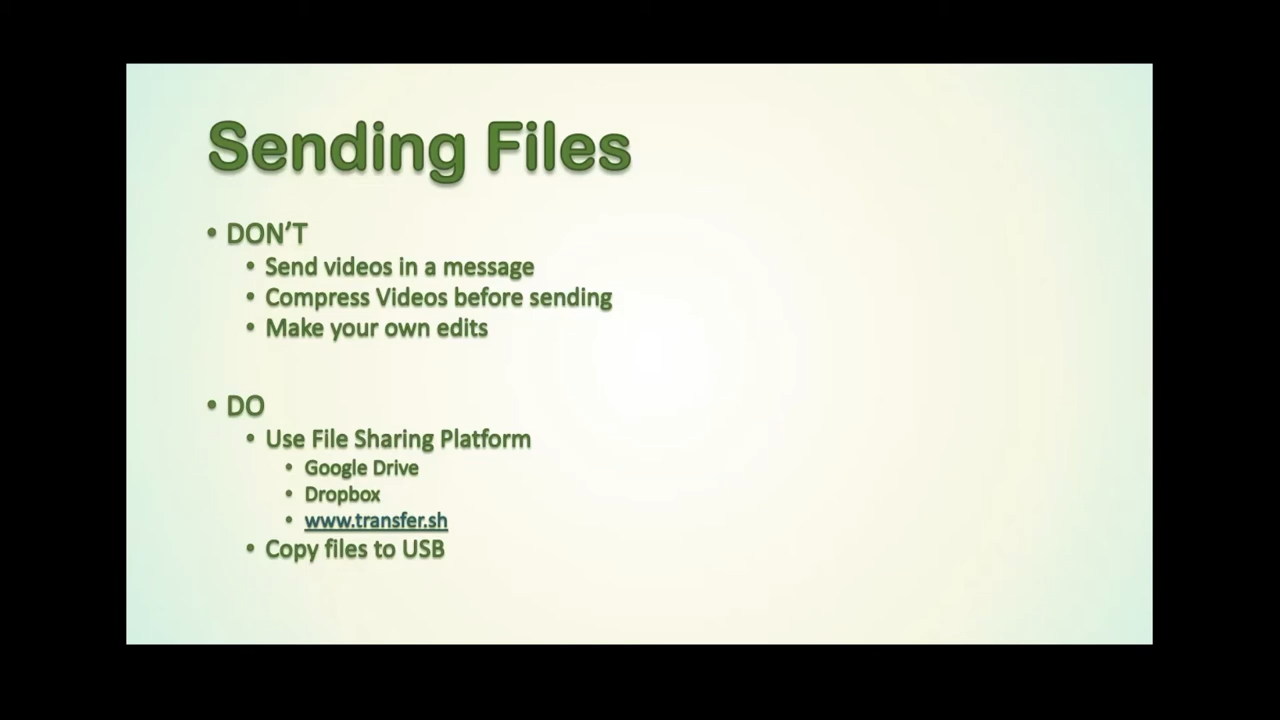 Sending Files
• DON’T
• Send videos in a message
• Compress Videos before sending
• Make your own edits
• DO
• Use File Sharing Platform
• Google Drive
• Dropbox
• www.transfer.sh
• Copy files to USB